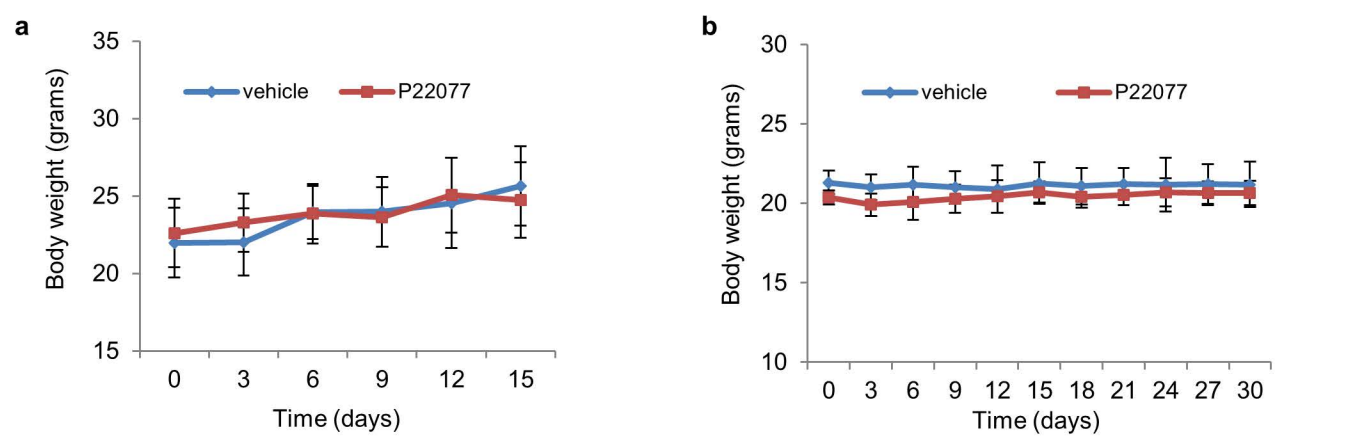 a
35
30
25
20
15
Body weight (grams)
vehicle P22077
0 3 6 9 12 15
Time (days)
b
30
25
20
15
10
Body weight (grams)
vehicle P22077
0 3 6 9 12 15 18 21 24 27 30
Time (days)